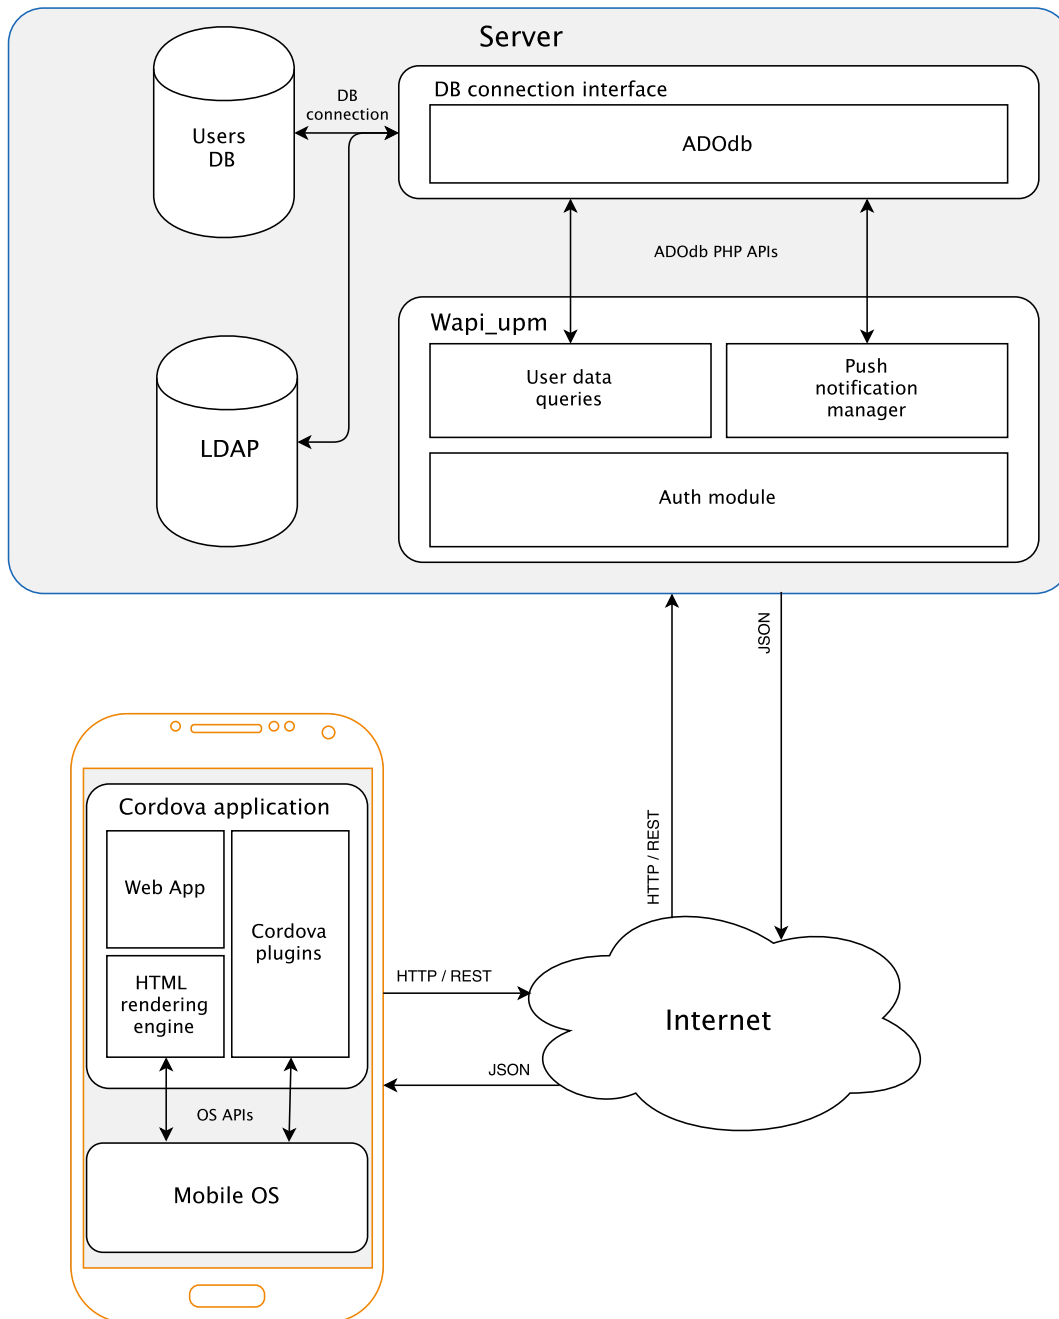 Server
DB connection interface
DB
connection
ADOdb
Users
DB
ADOdb PHP APIs
Wapi_upm
User data
queries
Push
notification
manager
LDAP
Auth module
JSON
HTTP / REST
Cordova application
Web App
Cordova
plugins
HTML
rendering
engine
HTTP / REST
Internet
JSON
OS APIs
Mobile OS